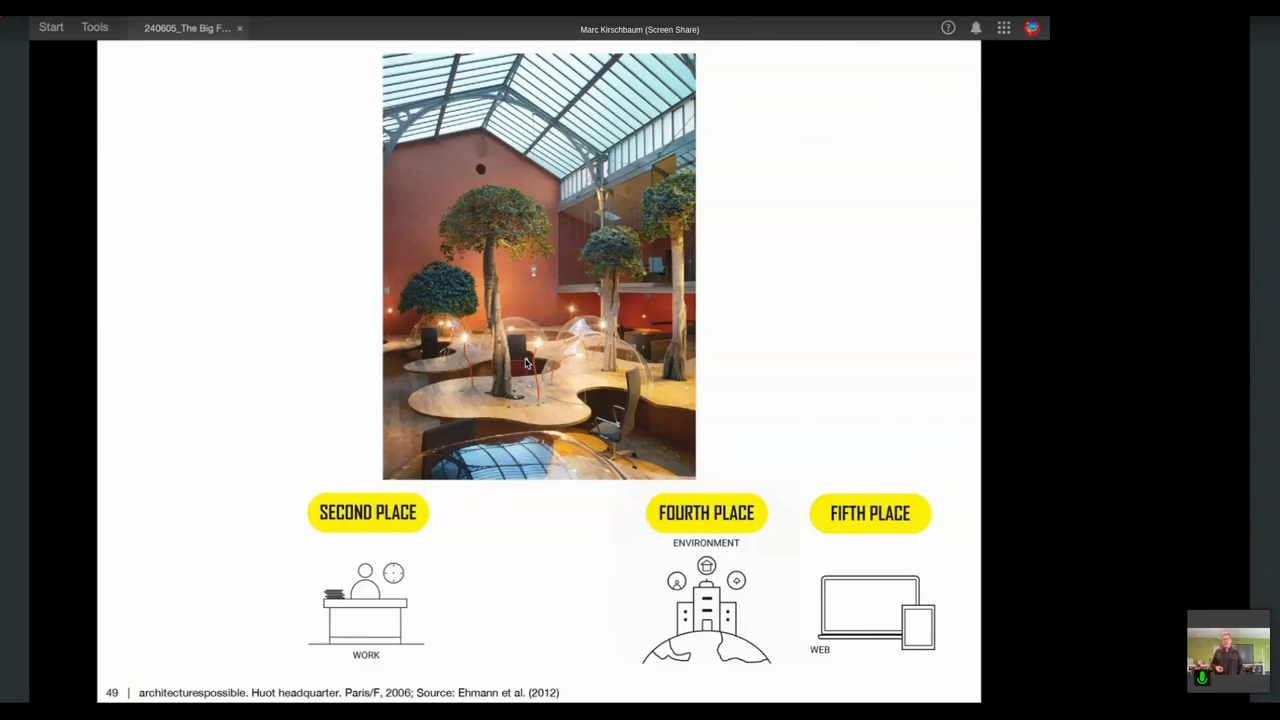 Start Tools 240605_The Big F... ×
Marc Kirschbaum (Screen Share)
SECOND PLACE
FOURTH PLACE
FIFTH PLACE
ENVIRONMENT
WORK
WEB
49 | architecturespossible. Huot headquarter. Paris/F, 2006; Source: Ehmann et al. (2012)